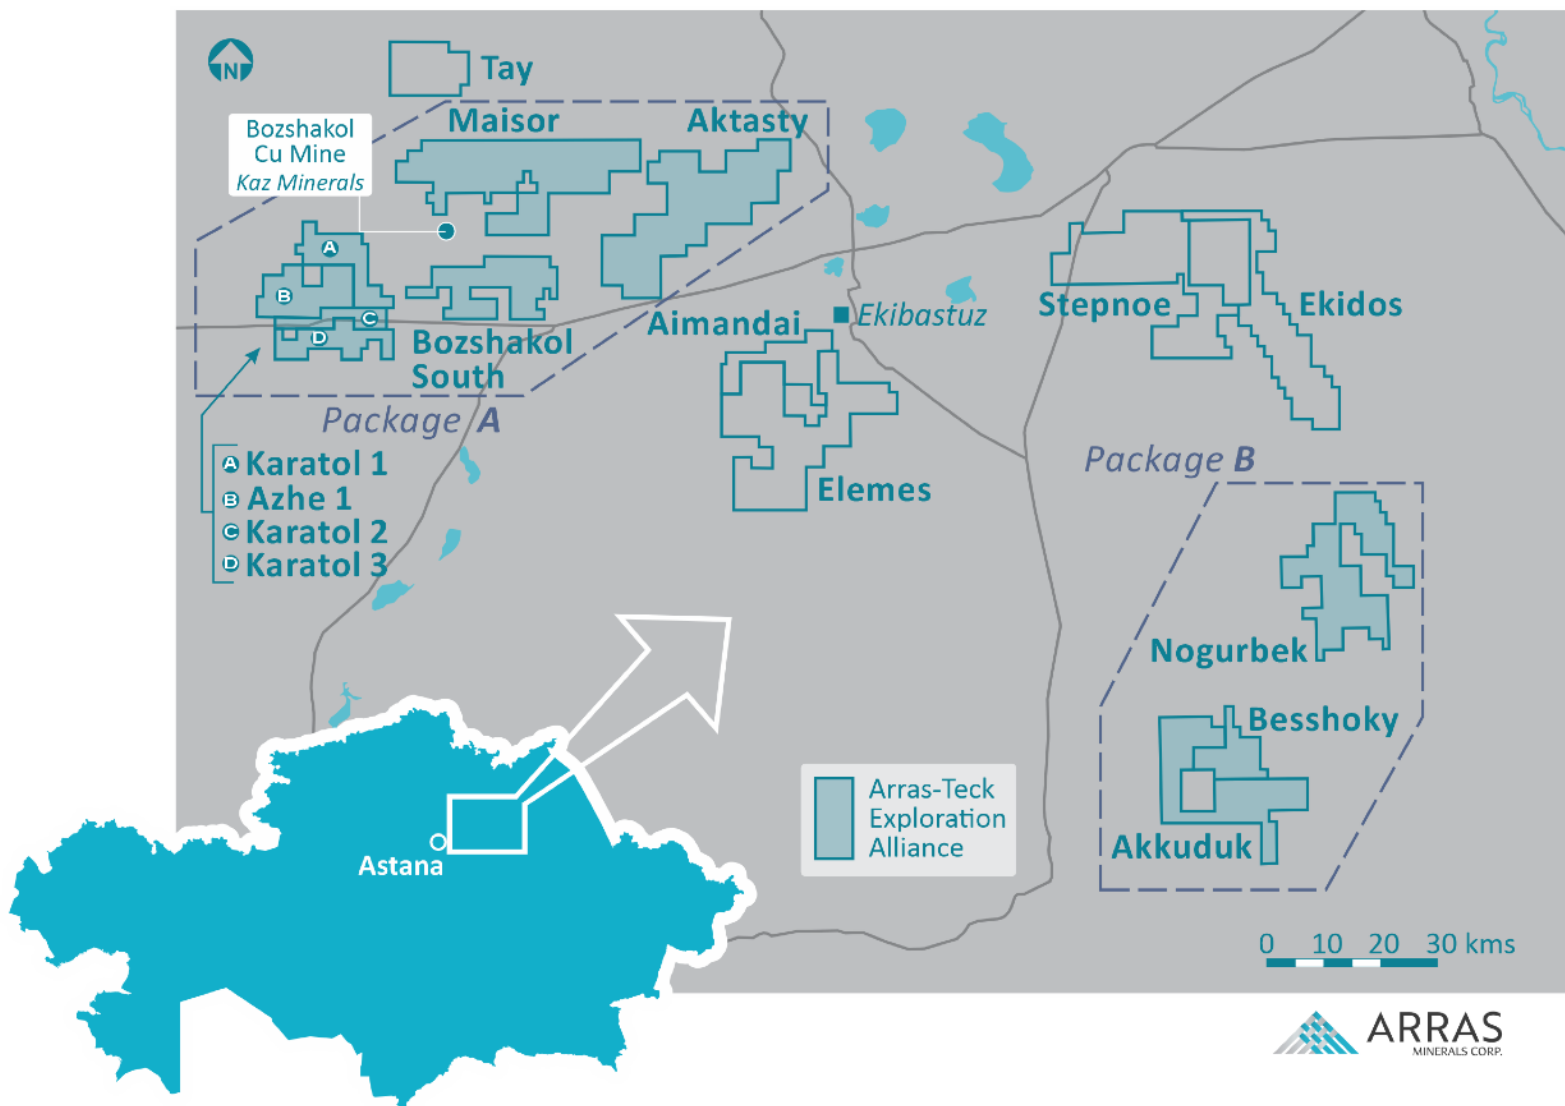 N
Tay
Maisor
Aktasty
Bozshakol
Cu Mine
Kaz Minerals
A
B
C
D
Bozshakol
South
Package A
A Karatol 1
B Azhe 1
C Karatol 2
D Karatol 3
Aimandai
Ekibastuz
Elemes
Stepnoe
Ekidos
Package B
Nogurbek
Besshoky
Akkuduk
Astana
Arras-Teck
Exploration
Alliance
0 10 20 30 kms
ARRAS
MINERALS CORP.